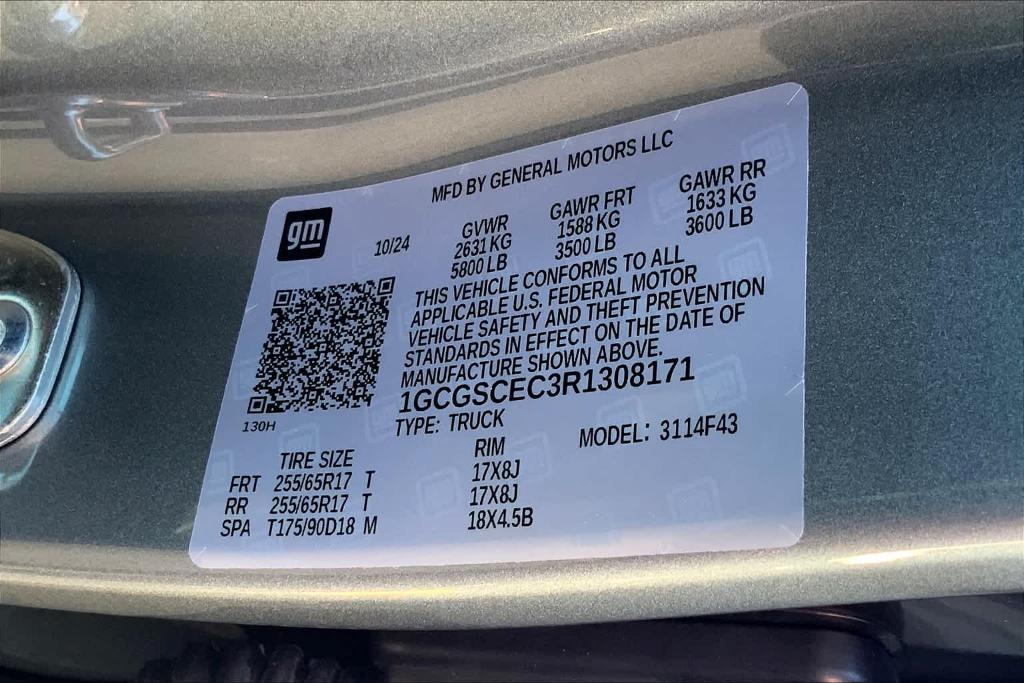 MFD BY GENERAL MOTORS LLC
gm
10/24
GVWR GAWR FRT GAWR RR
2631 KG 1588 KG 1633 KG
5800 LB 3500 LB 3600 LB
THIS VEHICLE CONFORMS TO ALL
APPLICABLE U.S. FEDERAL MOTOR
VEHICLE SAFETY AND THEFT PREVENTION
STANDARDS IN EFFECT ON THE DATE OF
MANUFACTURE SHOWN ABOVE.
1GCGSCEC3R1308171
130H
TYPE: TRUCK MODEL: 3114F43
TIRE SIZE RIM
FRT 255/65R17 T 17X8J
RR 255/65R17 T 17X8J
SPA T175/90D18 M 18X4.5B